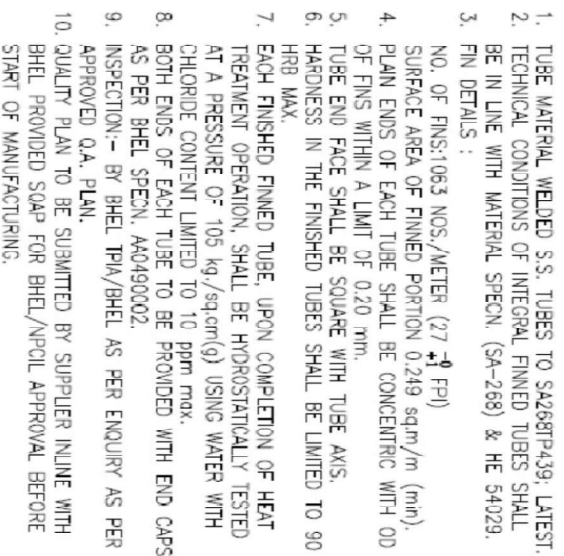 1. TUBE MATERIAL WELDED S.S. TUBES TO SA268TP439; LATEST.
2. TECHNICAL CONDITIONS OF INTEGRAL FINNED TUBES SHALL
BE IN LINE WITH MATERIAL SPECN. (SA-268) & HE 54029.
3. FIN DETAILS :
NO. OF FINS:1063 NOS./METER (27 -0 +1 FPI)
SURFACE AREA OF FINNED PORTION 0.249 sq.m/m (min).
4. PLAIN ENDS OF EACH TUBE SHALL BE CONCENTRIC WITH OD
OF FINS WITHIN A LIMIT OF 0.20 mm.
5. TUBE END FACE SHALL BE SQUARE WITH TUBE AXIS.
6. HARDNESS IN THE FINISHED TUBES SHALL BE LIMITED TO 90
HRB MAX.
7. EACH FINISHED FINNED TUBE, UPON COMPLETION OF HEAT
TREATMENT OPERATION, SHALL BE HYDROSTATICALLY TESTED
AT A PRESSURE OF 105 kg./sq.cm(g) USING WATER WITH
CHLORIDE CONTENT LIMITED TO 10 ppm max.
8. BOTH ENDS OF EACH TUBE TO BE PROVIDED WITH END CAPS
AS PER BHEL SPECN. AA0490002.
9. INSPECTION:- BY BHEL TPIA/BHEL AS PER ENQUIRY AS PER
APPROVED Q.A. PLAN.
10. QUALITY PLAN TO BE SUBMITTED BY SUPPLIER INLINE WITH
BHEL PROVIDED SQAP FOR BHEL/NPCIL APPROVAL BEFORE
START OF MANUFACTURING.